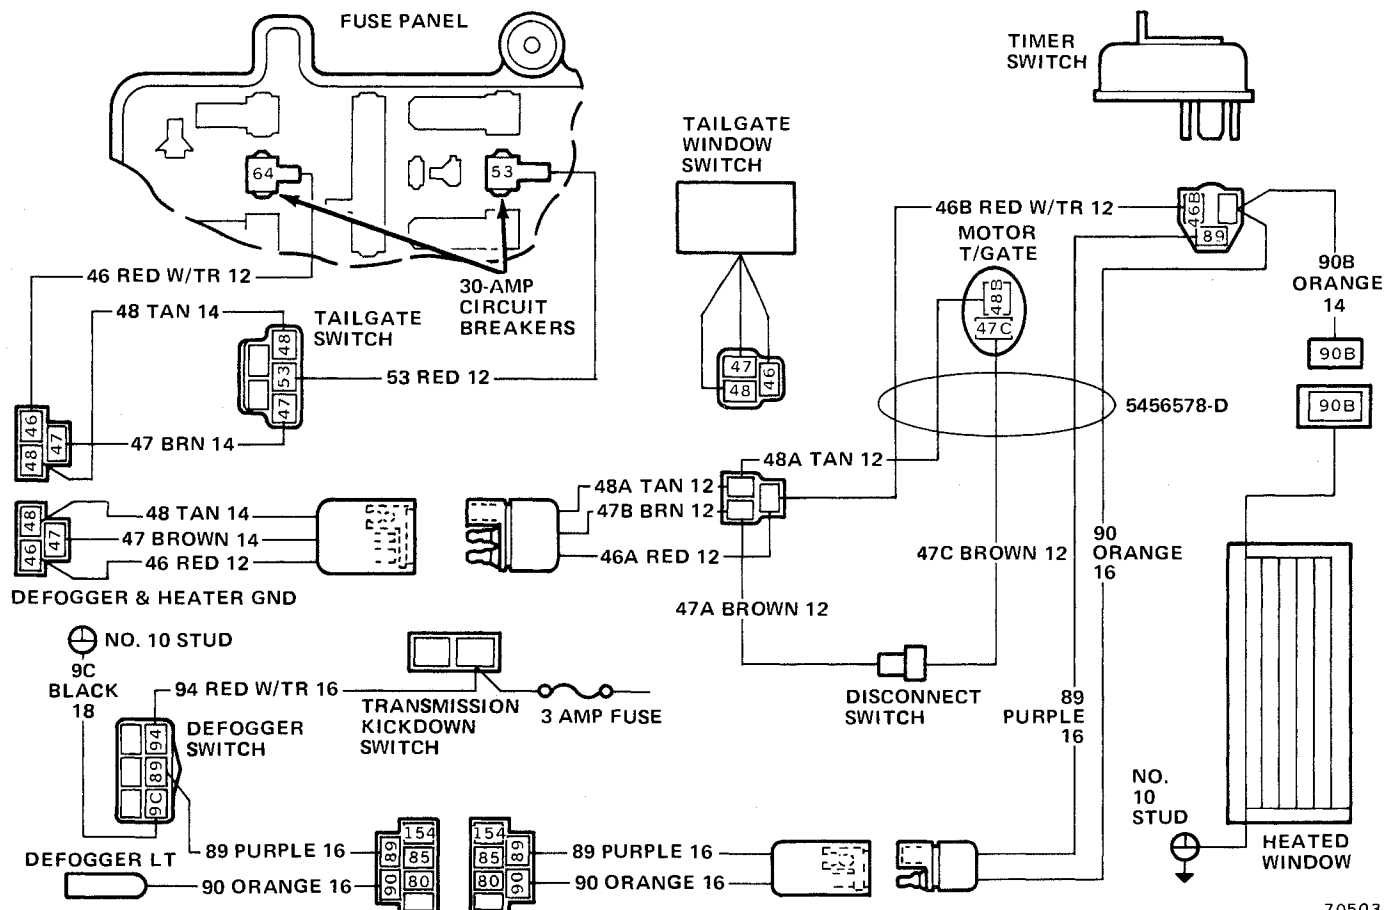 FUSE PANEL
TIMER
SWITCH
64
53
TAILGATE
WINDOW
SWITCH
46 RED W/TR 12
30-AMP
CIRCUIT
BREAKERS
46B RED W/TR 12
MOTOR
T/GATE
48B
47C
46B
89
90B
ORANGE
14
90B
90B
48 TAN 14
TAILGATE
SWITCH
48
53
47
53 RED 12
47
48
46
5456578-D
46
48
47
47 BRN 14
48A TAN 12
48
46
47
48 TAN 14
47 BROWN 14
46 RED 12
48A TAN 12
47B BRN 12
46A RED 12
47C BROWN 12
90
ORANGE
16
DEFOGGER & HEATER GND
47A BROWN 12
NO. 10 STUD
9C
BLACK
18
94 RED W/TR 16
TRANSMISSION
KICKDOWN
SWITCH
3 AMP FUSE
DISCONNECT
SWITCH
89
PURPLE
16
DEFOGGER
SWITCH
94
89
9C
NO.
10
STUD
HEATED
WINDOW
DEFOGGER LT
89 PURPLE 16
90 ORANGE 16
154
89
85
90
80
154
85
89
80
90
89 PURPLE 16
90 ORANGE 16
70503